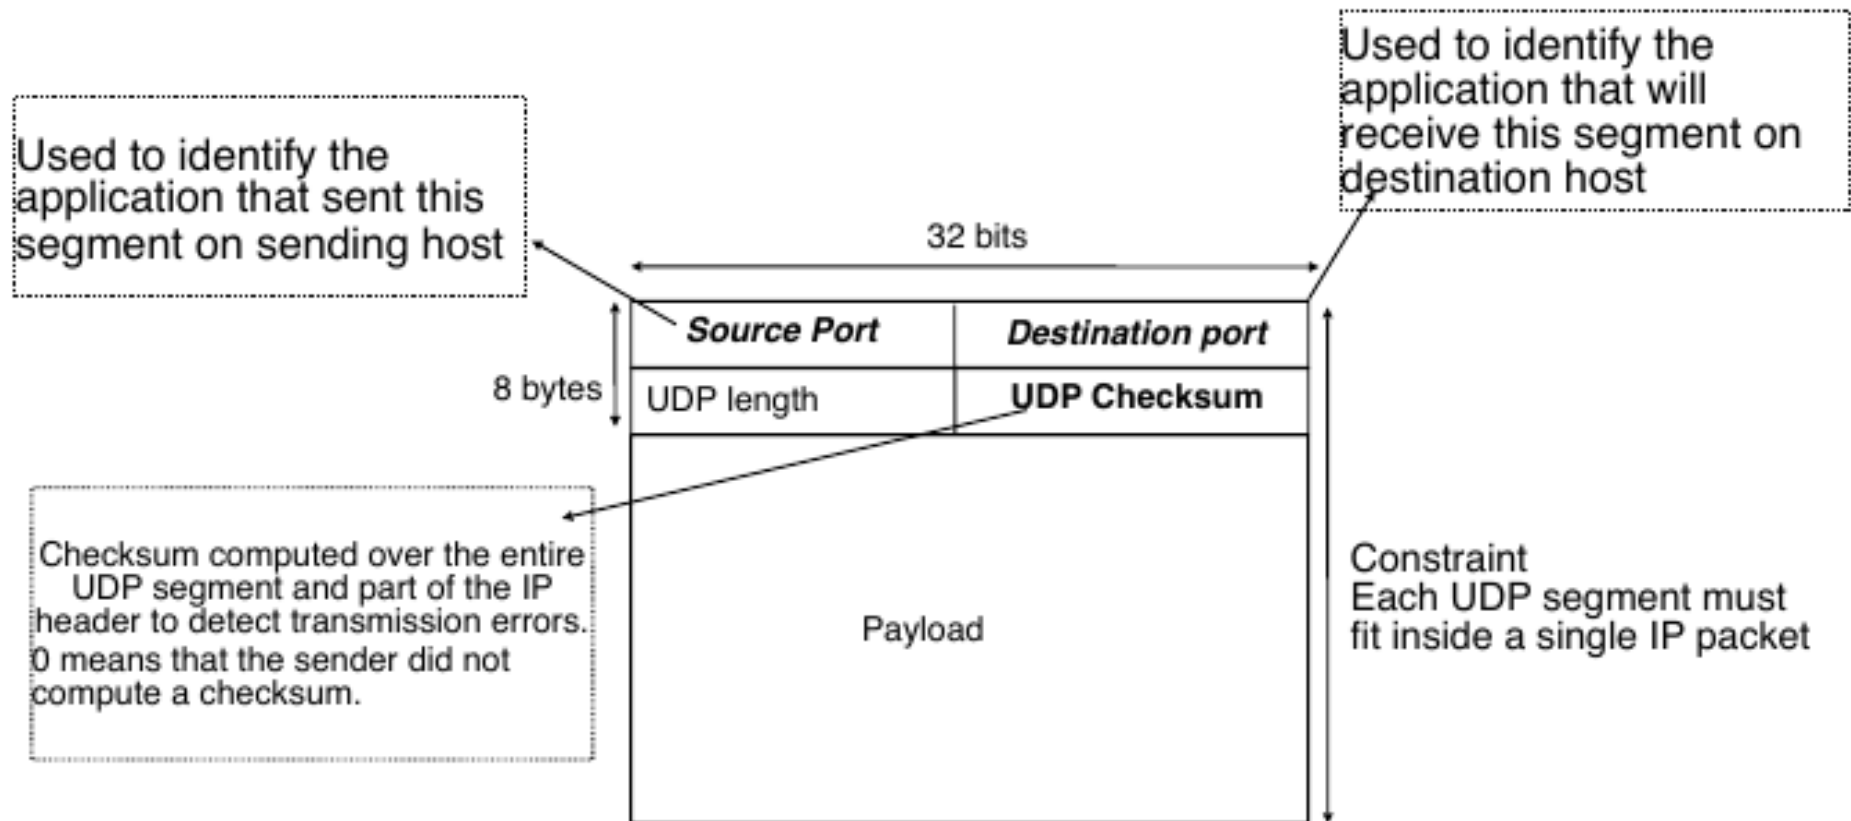 Used to identify the
application that will
receive this segment on
destination host
Used to identify the
application that sent this
segment on sending host
32 bits
Source Port
Destination port
8 bytes
UDP length
UDP Checksum
Checksum computed over the entire
UDP segment and part of the IP
header to detect transmission errors.
0 means that the sender did not
compute a checksum.
Payload
Constraint
Each UDP segment must
fit inside a single IP packet